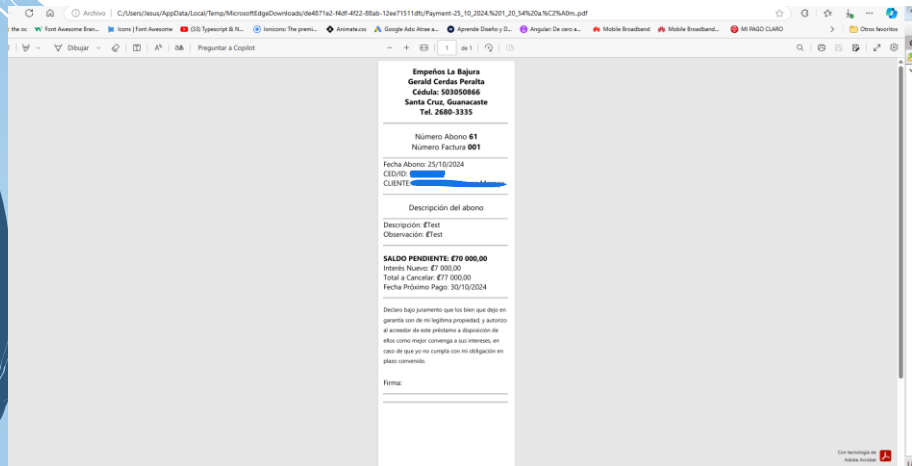 Archivo | C:/Users/Jesus/AppData/Local/Temp/MicrosoftEdgeDownloads/de4871e2-f4df-4f22-88ab-12ee71511dfc/Payment-25_10_2024,%201_20_54%20a.%C2%A0m..pdf
the oc Font Awesome Bran... Icons | Font Awesome (33) Typescript & N... Ionicons: The premi... Animate.css Google Ads: Atrae a... Aprende Diseño y D... Angular: De cero a... Mobile Broadband Mobile Broadband... MI PAGO CLARO Otros favoritos
Dibujar Preguntar a Copilot 1 de 1
Empeños La Bajura
Gerald Cerdas Peralta
Cédula: 503050866
Santa Cruz, Guanacaste
Tel. 2680-3335
Número Abono 61
Número Factura 001
Fecha Abono: 25/10/2024
CED/ID:
CLIENTE
Descripción del abono
Descripción: ₡Test
Observación: ₡Test
SALDO PENDIENTE: ₡70 000,00
Interés Nuevo: ₡7 000,00
Total a Cancelar: ₡77 000,00
Fecha Próximo Pago: 30/10/2024
Declaro bajo juramento que los bien que dejo en
garantía son de mi legítima propiedad, y autorizo
al acreedor de este préstamo a disposición de
ellos como mejor convenga a sus intereses, en
caso de que yo no cumpla con mi obligación en
plazo convenido.
Firma:
Con tecnología de
Adobe Acrobat